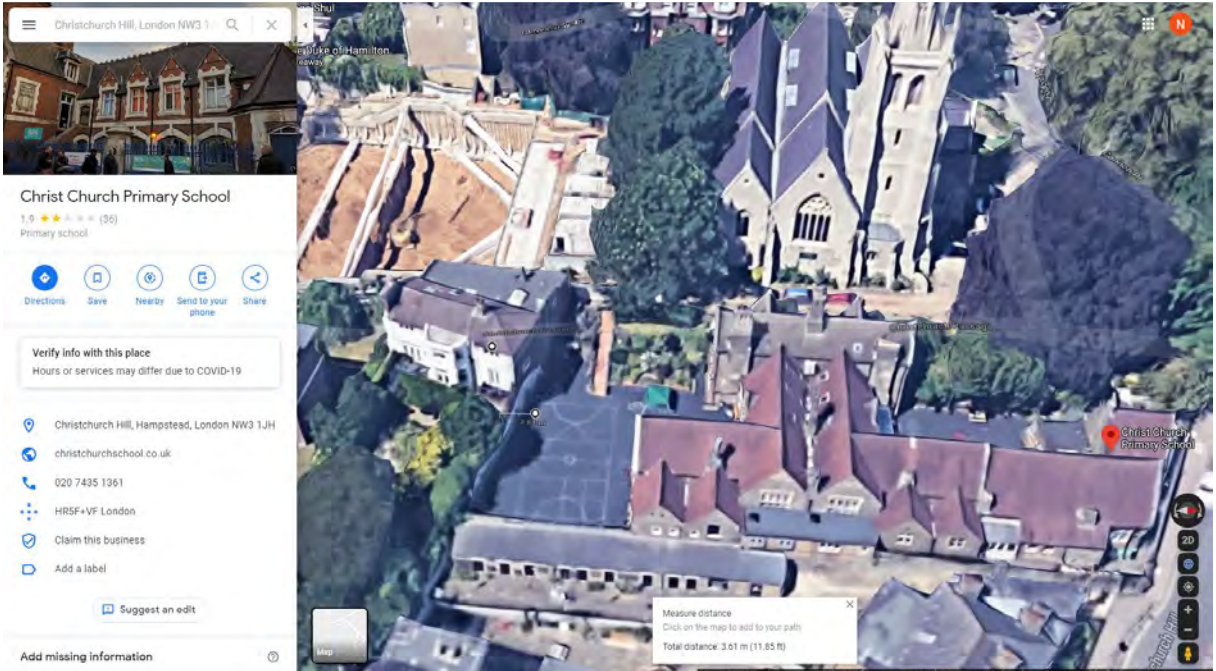 Christchurch Hill, London NW3 1
Christ Church Primary School
1.9 (36)
Primary school
Directions
Save
Nearby
Send to your
phone
Share
Verify info with this place
Hours or services may differ due to COVID-19
Christchurch Hill, Hampstead, London NW3 1JH
christchurchschool.co.uk
020 7435 1361
HR5F+VF London
Claim this business
Add a label
Suggest an edit
Add missing information
Shul
Duke of Hamilton
N
Christ Church
Primary School
2D
Map
Measure distance
Click on the map to add to your path
Total distance: 3.61 m (11.85 ft)
Church Hill